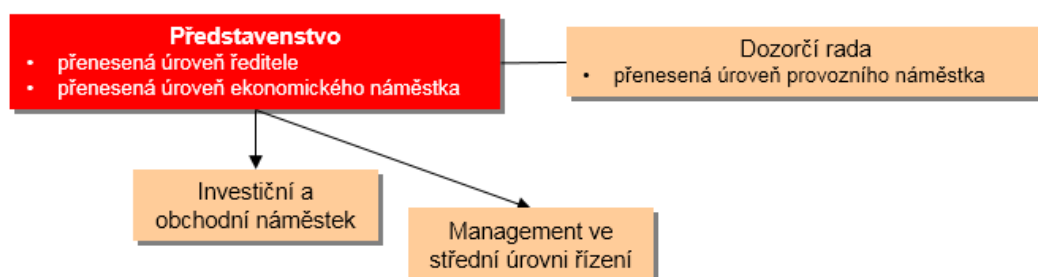 Představenstvo
• přenesená úroveň ředitele
• přenesená úroveň ekonomického náměstka
Dozorčí rada
• přenesená úroveň provozního náměstka
Investiční a
obchodní náměstek
Management ve
střední úrovni řízení